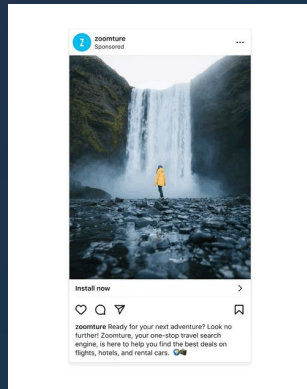 Z
zoomture
Sponsored
Install now
zoomture Ready for your next adventure? Look no
further! Zoomture, your one-stop travel search
engine, is here to help you find the best deals on
flights, hotels, and rental cars. 🌍📸